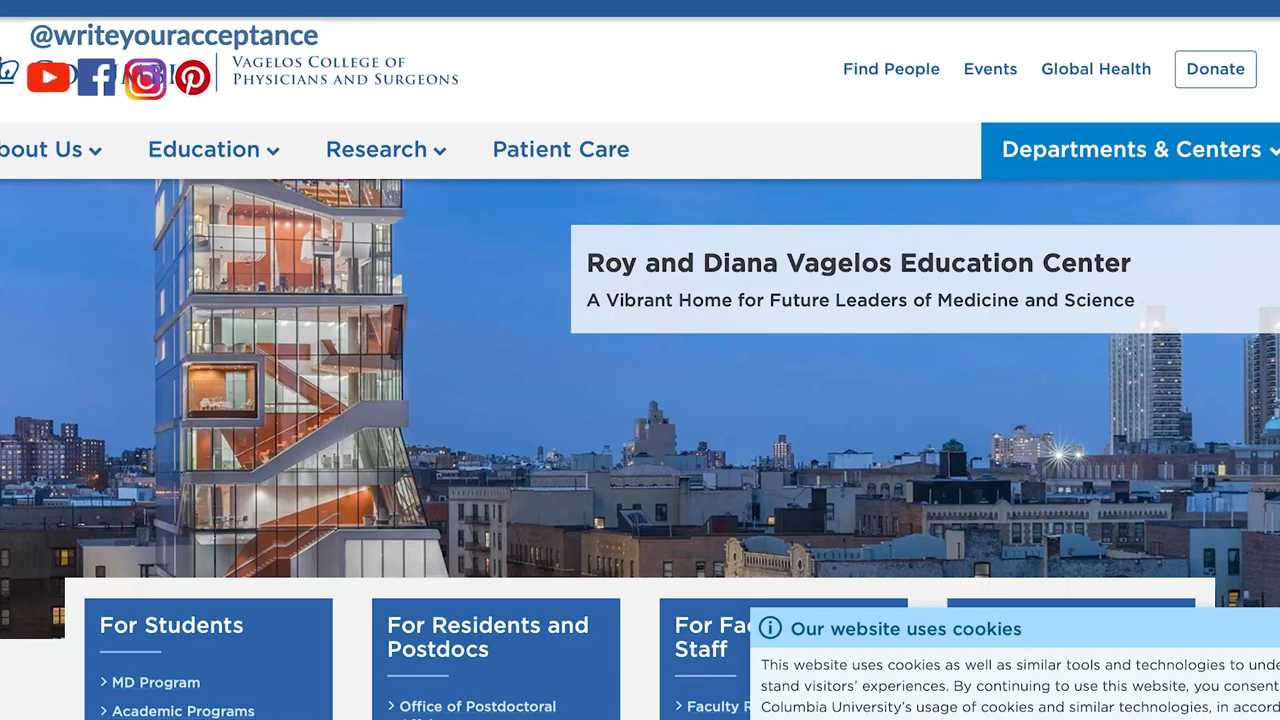 @writeyouracceptance
VAGELOS COLLEGE OF
PHYSICIANS AND SURGEONS
Find People
Events
Global Health
Donate
bout Us
Education
Research
Patient Care
Departments & Centers
Roy and Diana Vagelos Education Center
A Vibrant Home for Future Leaders of Medicine and Science
For Students
MD Program
Academic Programs
For Residents and
Postdocs
Office of Postdoctoral
For Fac
Staff
Faculty R
Our website uses cookies
This website uses cookies as well as similar tools and technologies to unde
stand visitors' experiences. By continuing to use this website, you consent
Columbia University's usage of cookies and similar technologies, in accord